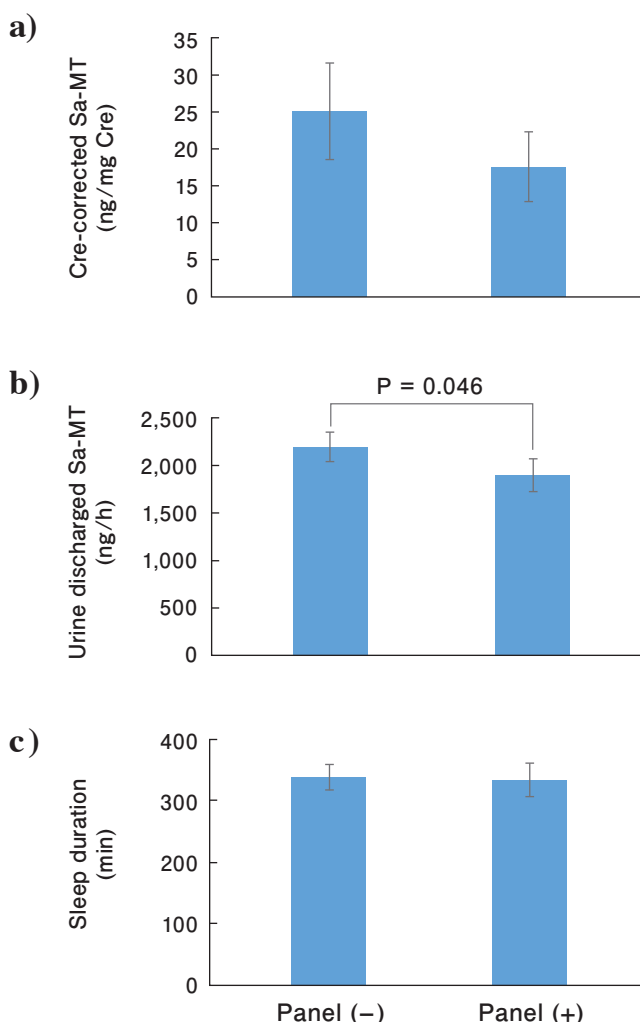 a)
Cre-corrected Sa-MT
(ng/mg Cre)
35
30
25
20
15
10
5
0
b)
P = 0.046
Urine discharged Sa-MT
(ng/h)
2,500
2,000
1,500
1,000
500
0
c)
Sleep duration
(min)
400
300
200
100
0
Panel (−) Panel (+)